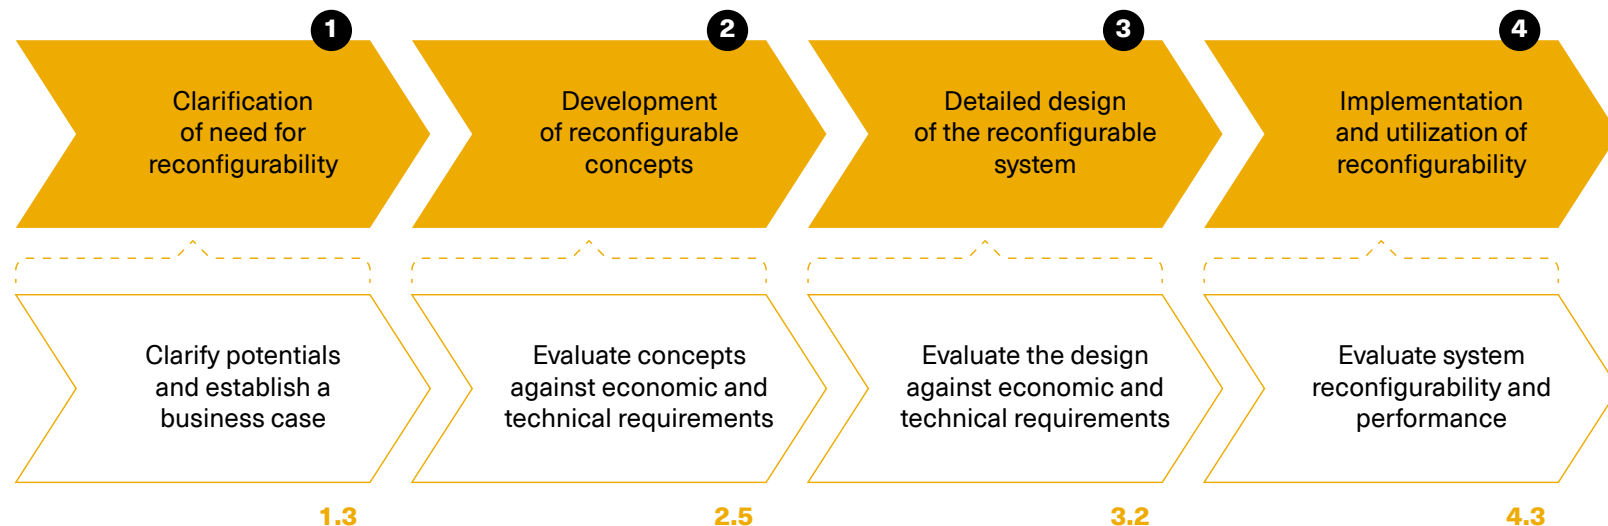 1
2
3
4
Clarification
of need for
reconfigurability
Development
of reconfigurable
concepts
Detailed design
of the reconfigurable
system
Implementation
and utilization of
reconfigurability
Clarify potentials
and establish a
business case
Evaluate concepts
against economic and
technical requirements
Evaluate the design
against economic and
technical requirements
Evaluate system
reconfigurability and
performance
1.3
2.5
3.2
4.3